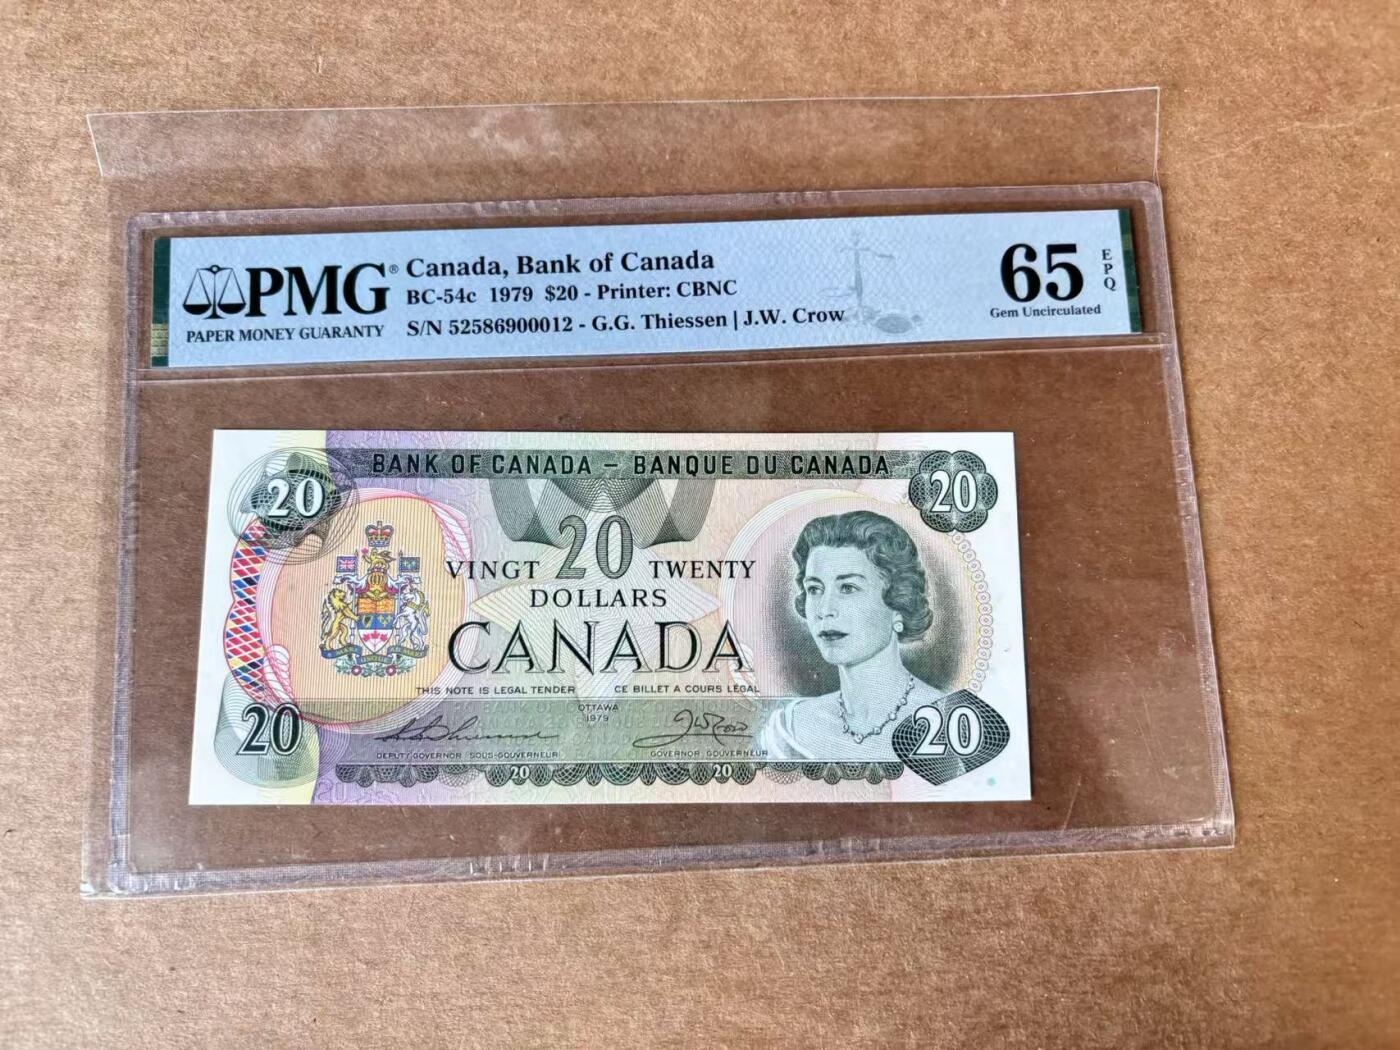 PMG®
PAPER MONEY GUARANTY
Canada, Bank of Canada
BC-54c 1979 $20 - Printer: CBNC
S/N 52586900012 - G.G. Thiessen | J.W. Crow
65
EPQ
Gem Uncirculated
BANK OF CANADA – BANQUE DU CANADA
20
20
20
VINGT TWENTY
DOLLARS
CANADA
THIS NOTE IS LEGAL TENDER CE BILLET A COURS LEGAL
OTTAWA
1979
DEPUTY GOVERNOR SOUS-GOUVERNEUR
GOVERNOR GOUVERNEUR
20
20
20
20